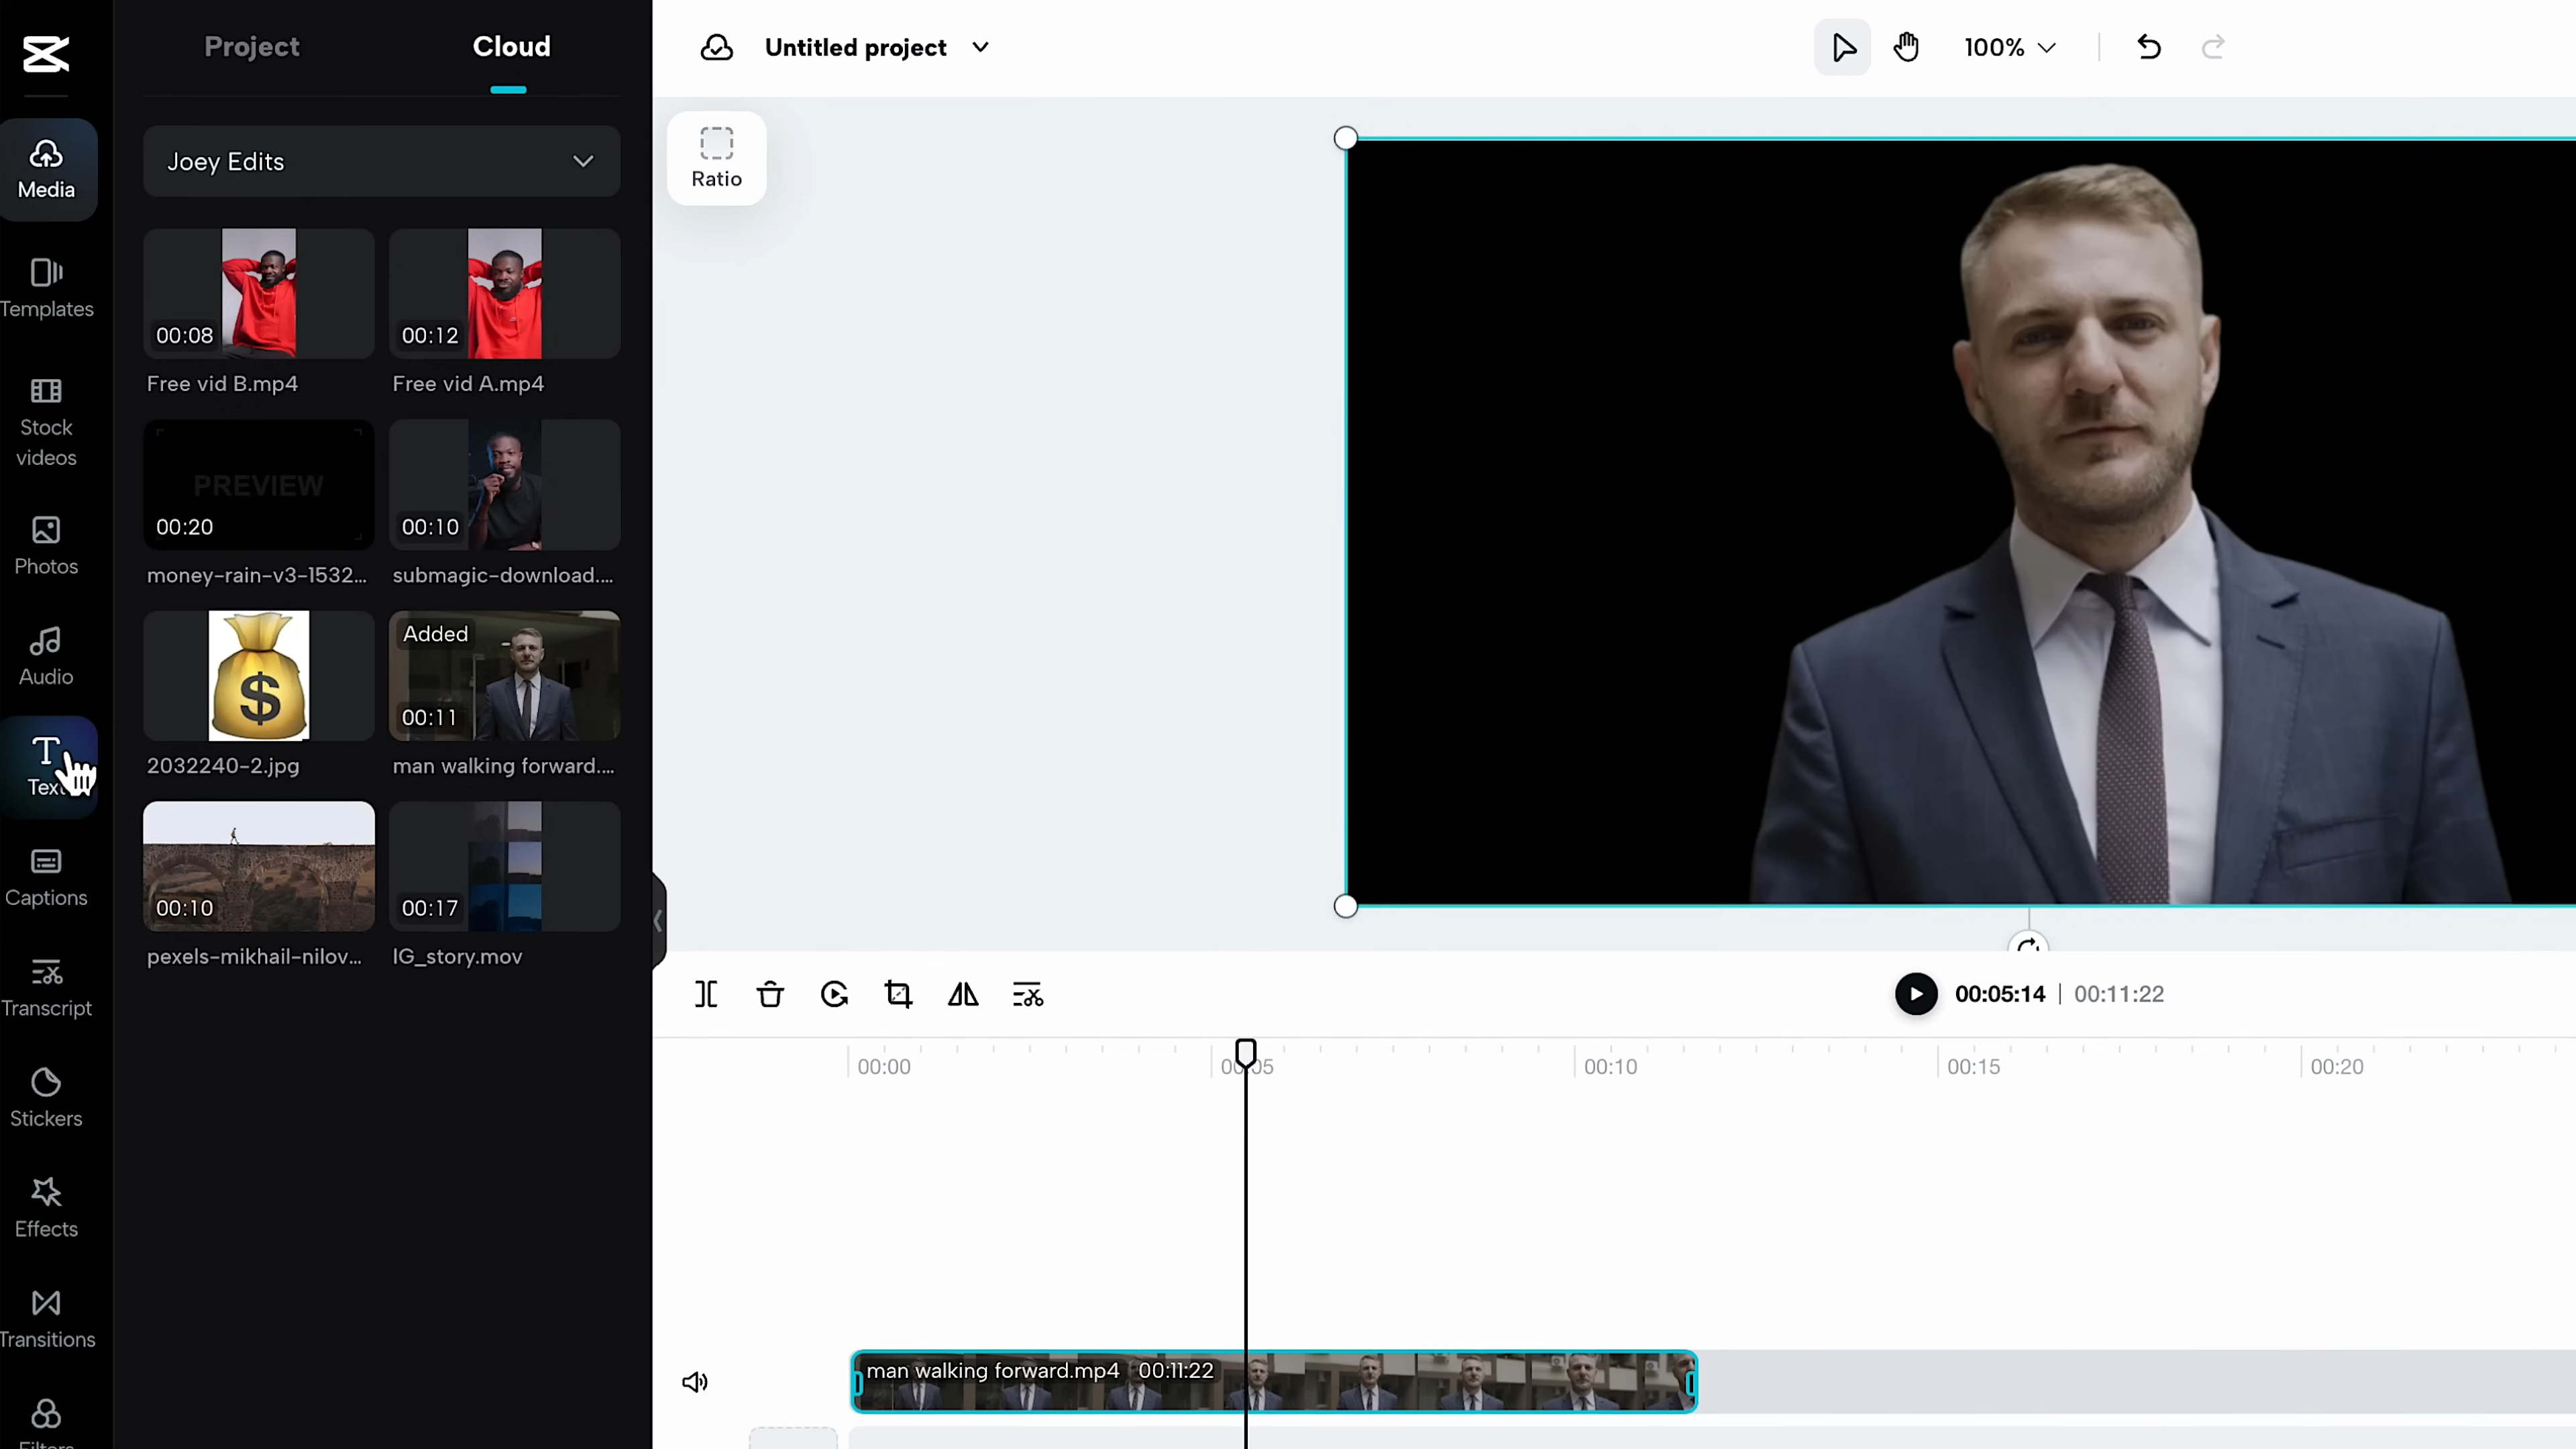 Project
Cloud
Untitled project
100%
Joey Edits
Ratio
Media
Templates
Stock
videos
Photos
Audio
Text
Captions
Transcript
Stickers
Effects
Transitions
00:08
00:12
Free vid B.mp4
Free vid A.mp4
PREVIEW
00:20
00:10
money-rain-v3-1532...
submagic-download....
$
Added
00:11
2032240-2.jpg
man walking forward....
00:10
00:17
pexels-mikhail-nilov...
IG_story.mov
00:05:14 | 00:11:22
00:00
00:05
00:10
00:15
00:20
man walking forward.mp4 00:11:22